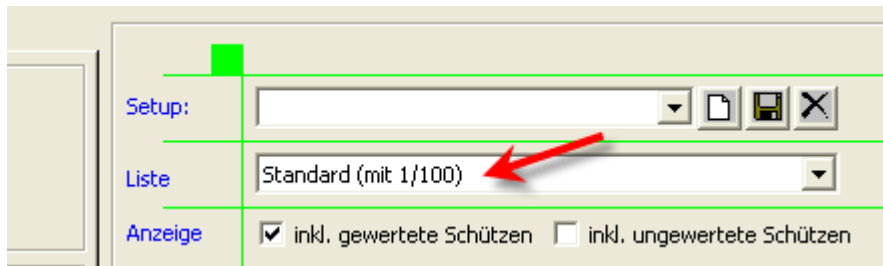 Setup:
Liste Standard (mit 1/100)
Anzeige inkl. gewertete Schützen inkl. ungewertete Schützen